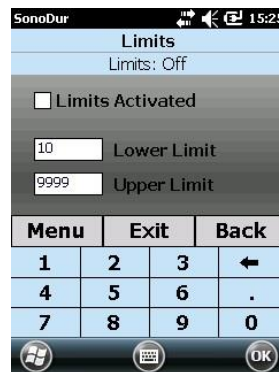 SonoDur 15:25
Limits
Limits: Off
Limits Activated
10 Lower Limit
9999 Upper Limit
Menu Exit Back
1 2 3 ←
4 5 6 .
7 8 9 0
OK